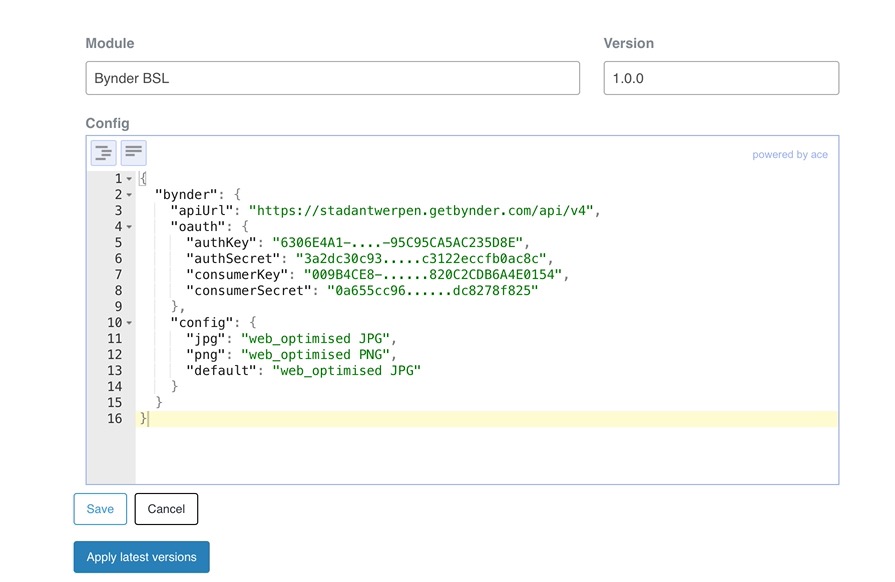 Module
Version
Bynder BSL
1.0.0
Config
powered by ace
1 {
2 "bynder": {
3 "apiUrl": "https://stadantwerpen.getbynder.com/api/v4",
4 "oauth": {
5 "authKey": "6306E4A1-....-95C95CA5AC235D8E",
6 "authSecret": "3a2dc30c93.....c3122eccfb0ac8c",
7 "consumerKey": "009B4CE8-......820C2CDB6A4E0154",
8 "consumerSecret": "0a655cc96......dc8278f825"
9 },
10 "config": {
11 "jpg": "web_optimised JPG",
12 "png": "web_optimised PNG",
13 "default": "web_optimised JPG"
14 }
15 }
16 }
Save
Cancel
Apply latest versions